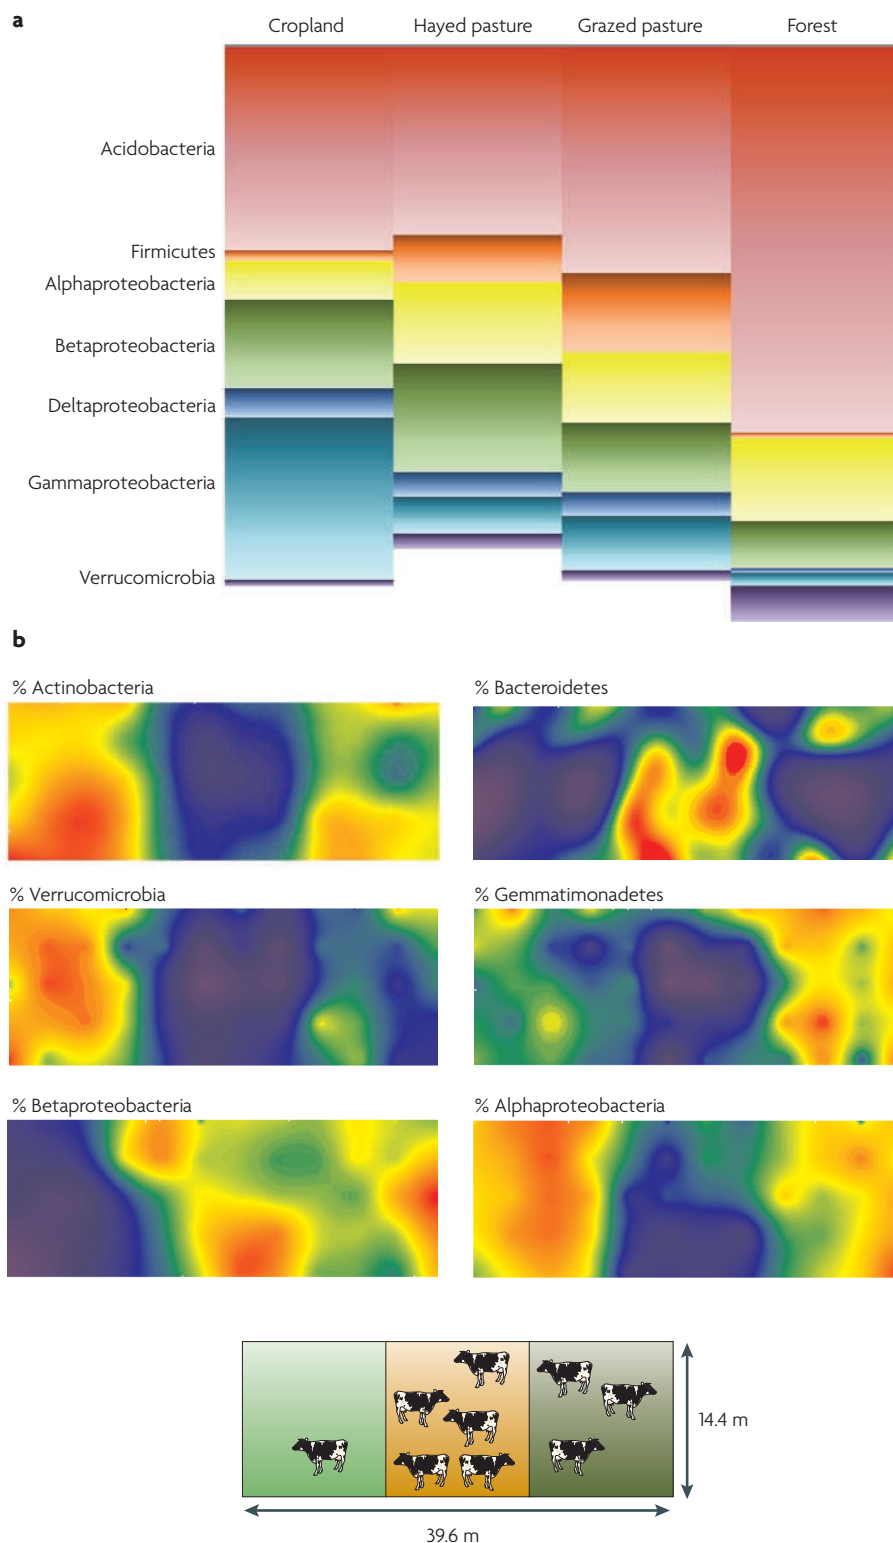 a
Cropland Hayed pasture Grazed pasture Forest
Acidobacteria
Firmicutes
Alphaproteobacteria
Betaproteobacteria
Deltaproteobacteria
Gammaproteobacteria
Verrucomicrobia
b
% Actinobacteria % Bacteroidetes
% Verrucomicrobia % Gemmatimonadetes
% Betaproteobacteria % Alphaproteobacteria
14.4 m
39.6 m